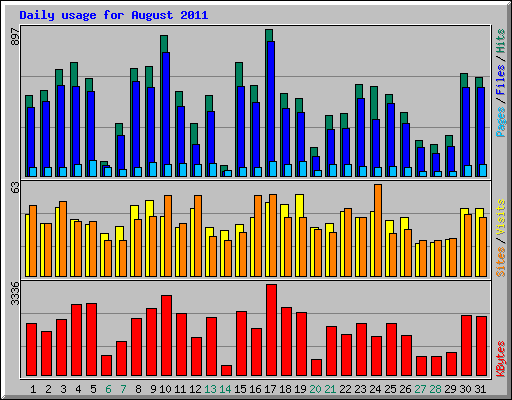 Daily usage for August 2011
897
Pages / Files / Hits
63
Sites / Visits
3336
KBytes
1 2 3 4 5 6 7 8 9 10 11 12 13 14 15 16 17 18 19 20 21 22 23 24 25 26 27 28 29 30 31